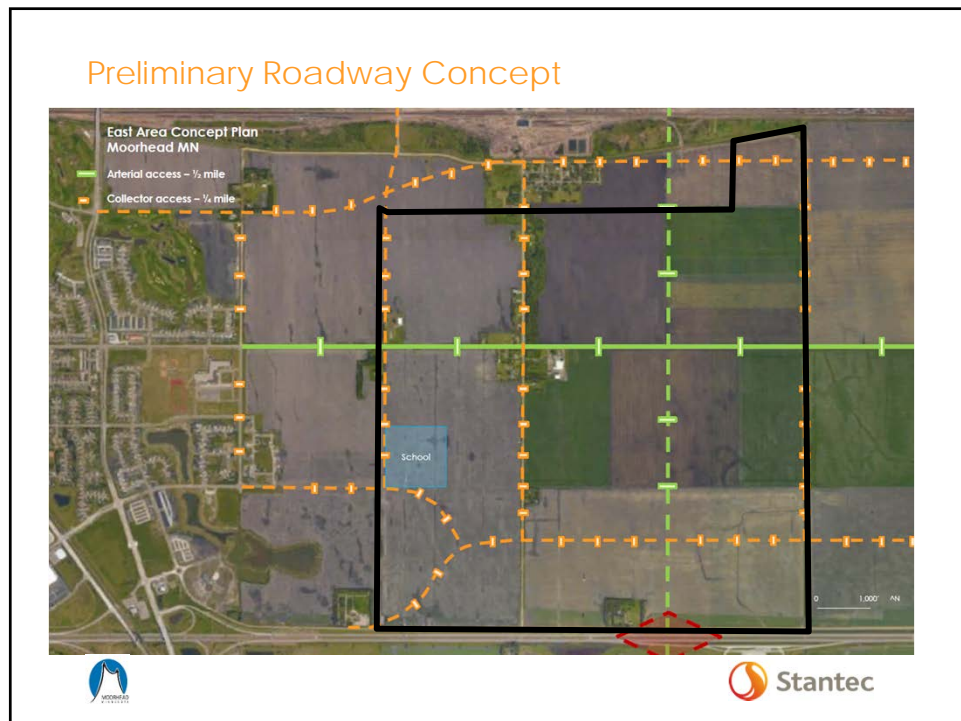 Preliminary Roadway Concept
East Area Concept Plan
Moorhead MN
Arterial access – ½ mile
Collector access – ¼ mile
School
0 1,000' ^N
MOORHEAD
MINNESOTA
Stantec